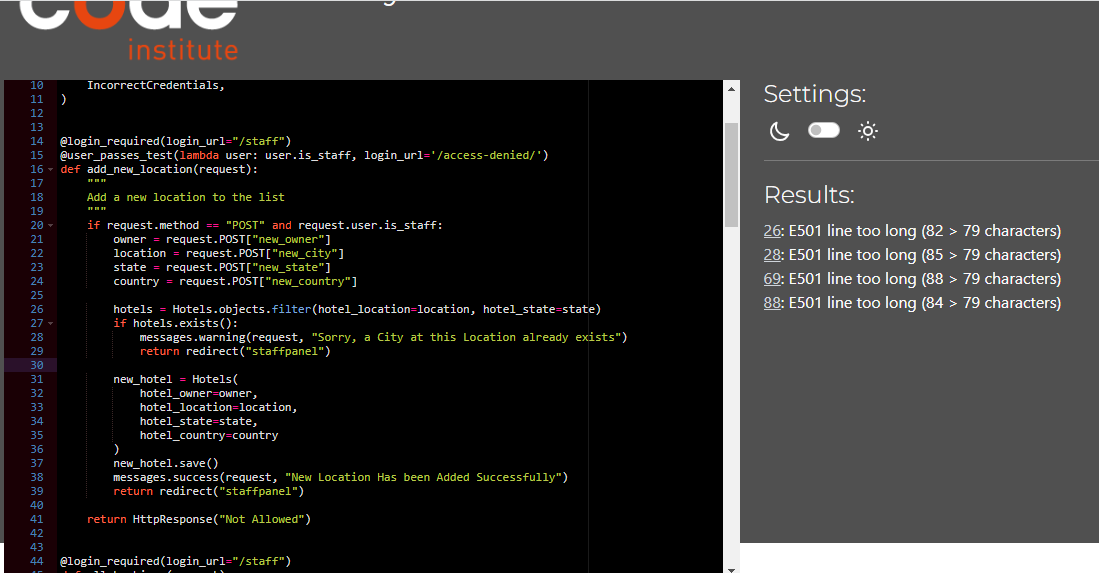 code
institute
10 IncorrectCredentials,
11 )
12
13
14 @login_required(login_url="/staff")
15 @user_passes_test(lambda user: user.is_staff, login_url='/access-denied/')
16 def add_new_location(request):
17 """
18 Add a new location to the list
19 """
20 if request.method == "POST" and request.user.is_staff:
21 owner = request.POST["new_owner"]
22 location = request.POST["new_city"]
23 state = request.POST["new_state"]
24 country = request.POST["new_country"]
25
26 hotels = Hotels.objects.filter(hotel_location=location, hotel_state=state)
27 if hotels.exists():
28 messages.warning(request, "Sorry, a City at this Location already exists")
29 return redirect("staffpanel")
30
31 new_hotel = Hotels(
32 hotel_owner=owner,
33 hotel_location=location,
34 hotel_state=state,
35 hotel_country=country
36 )
37 new_hotel.save()
38 messages.success(request, "New Location Has been Added Successfully")
39 return redirect("staffpanel")
40
41 return HttpResponse("Not Allowed")
42
43
44 @login_required(login_url="/staff")
Settings:
Results:
26: E501 line too long (82 > 79 characters)
28: E501 line too long (85 > 79 characters)
69: E501 line too long (88 > 79 characters)
88: E501 line too long (84 > 79 characters)